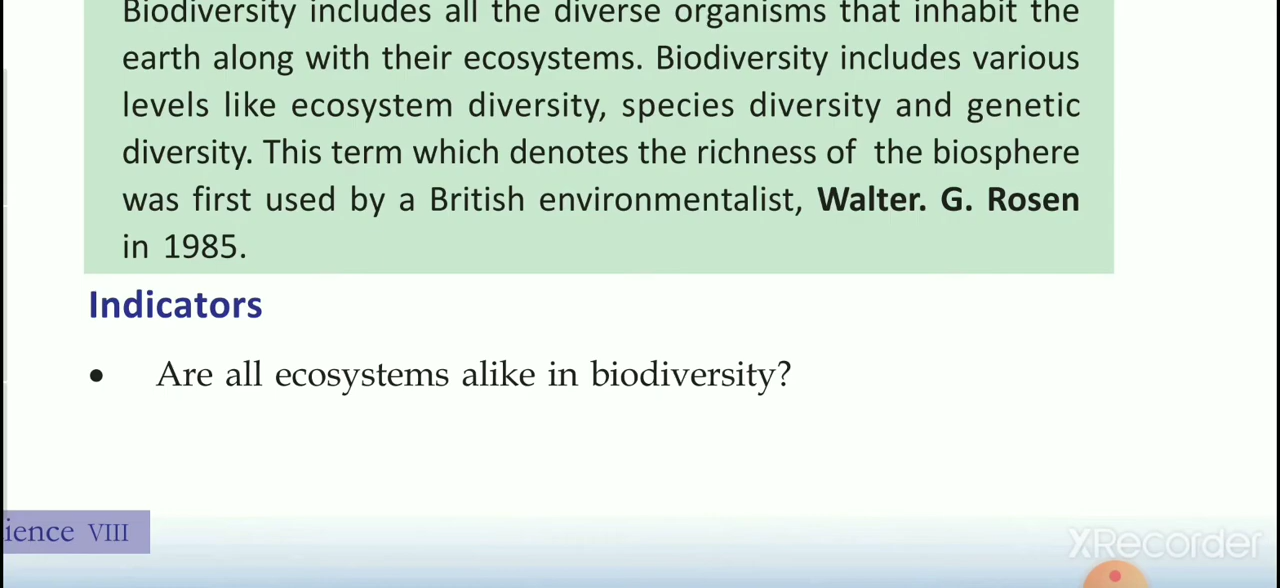 Biodiversity includes all the diverse organisms that inhabit the
earth along with their ecosystems. Biodiversity includes various
levels like ecosystem diversity, species diversity and genetic
diversity. This term which denotes the richness of the biosphere
was first used by a British environmentalist, Walter. G. Rosen
in 1985.
Indicators
• Are all ecosystems alike in biodiversity?
ience VIII
XRecorder